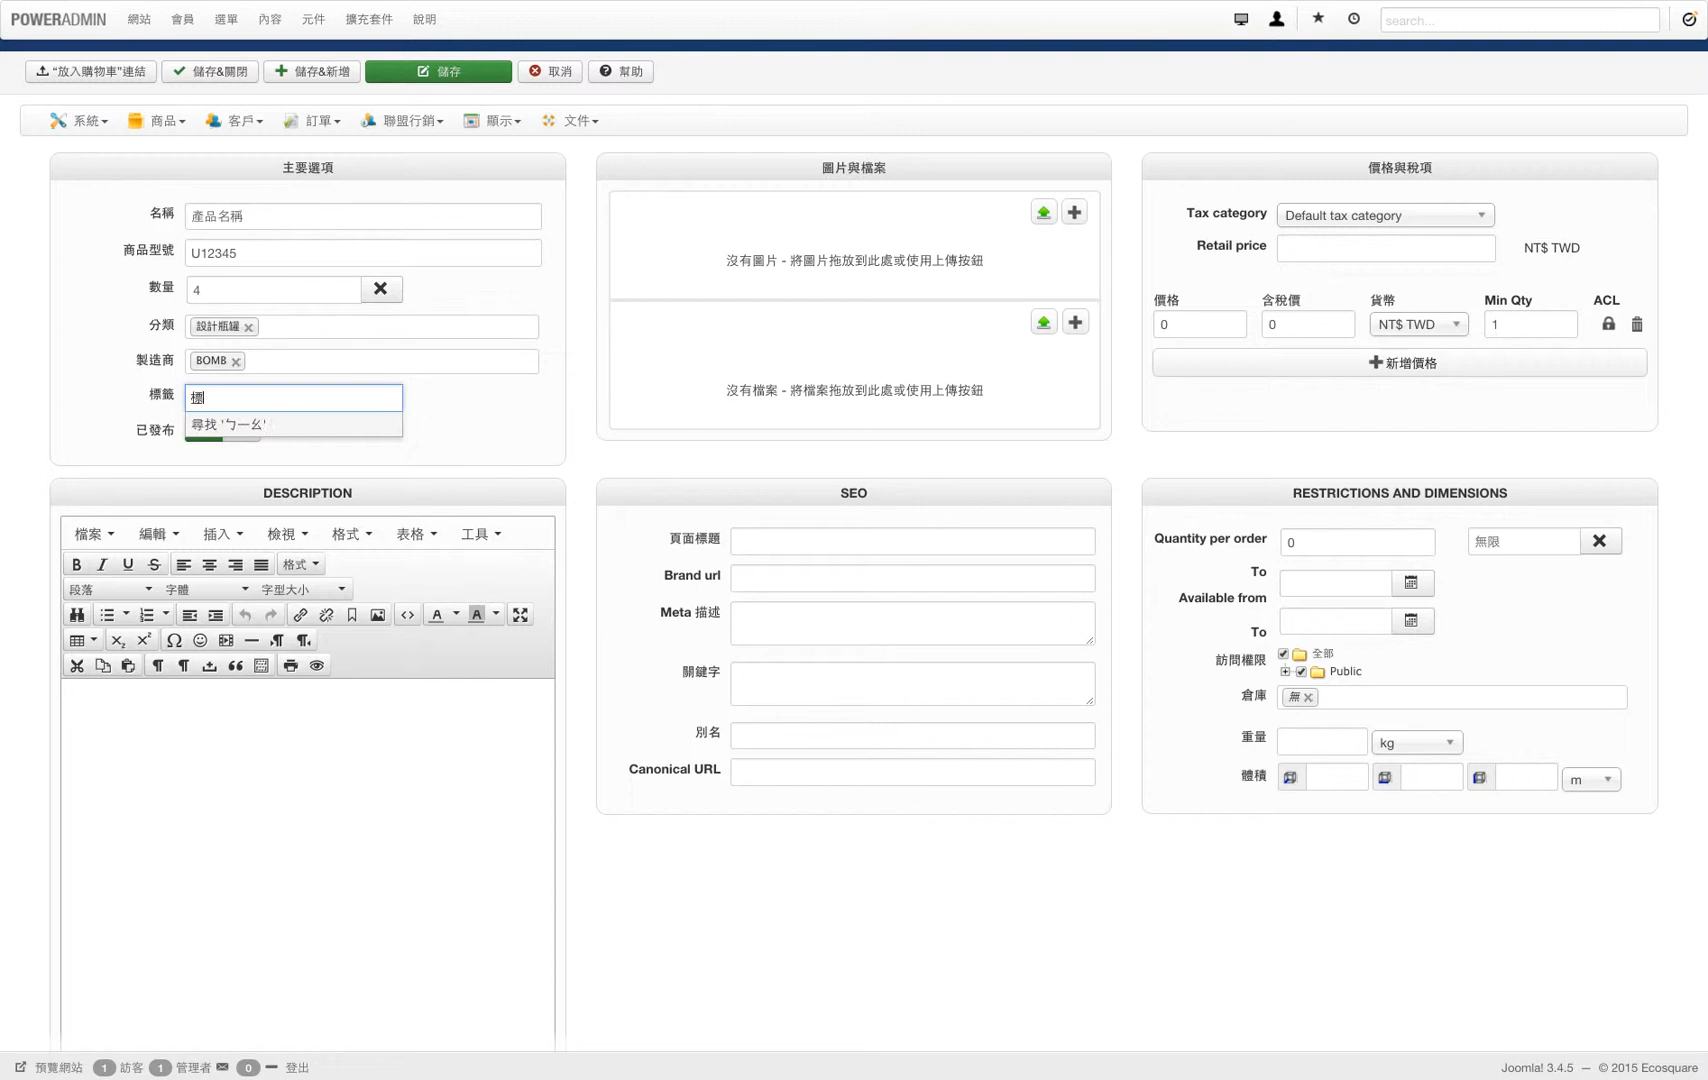 POWERADMIN 網站 會員 選單 內容 元件 擴充套件 說明 search...
“放入購物車”連結 儲存&關閉 儲存&新增 儲存 取消 幫助
系統 商品 客戶 訂單 聯盟行銷 顯示 文件
主要選項
名稱 產品名稱
商品型號 U12345
數量 4
分類 設計瓶罐
製造商 BOMB
標籤 標
尋找 'ㄅㄧㄠ'
已發布
圖片與檔案
沒有圖片 - 將圖片拖放到此處或使用上傳按鈕
沒有檔案 - 將檔案拖放到此處或使用上傳按鈕
價格與稅項
Tax category Default tax category
Retail price NT$ TWD
價格 含稅價 貨幣 Min Qty ACL
0 0 NT$ TWD 1
新增價格
DESCRIPTION
檔案 編輯 插入 檢視 格式 表格 工具
B I U S 格式
段落 字體 字型大小
SEO
頁面標題
Brand url
Meta 描述
關鍵字
別名
Canonical URL
RESTRICTIONS AND DIMENSIONS
Quantity per order 0 無限
To
Available from
To
訪問權限 全部
Public
倉庫 無
重量 kg
體積 m
預覽網站 1 訪客 1 管理者 0 登出 Joomla! 3.4.5 — © 2015 Ecosquare